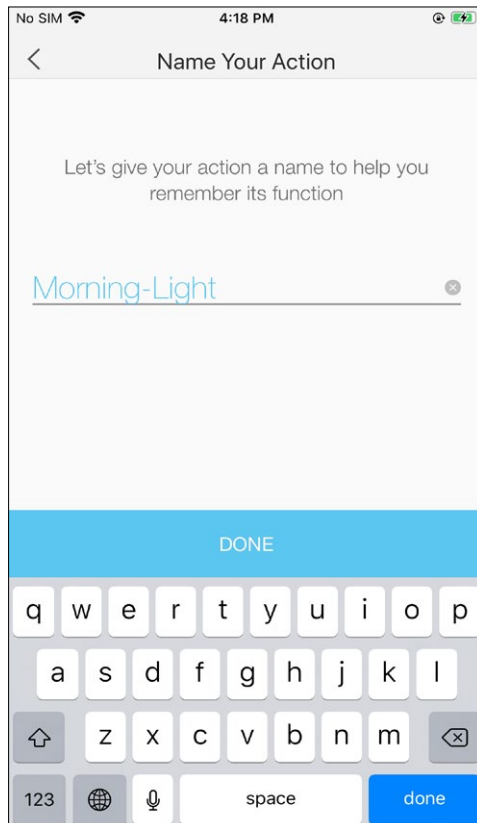 No SIM 4:18 PM
Name Your Action
Let's give your action a name to help you
remember its function
Morning-Light
DONE
q w e r t y u i o p
a s d f g h j k l
z x c v b n m
123 space done